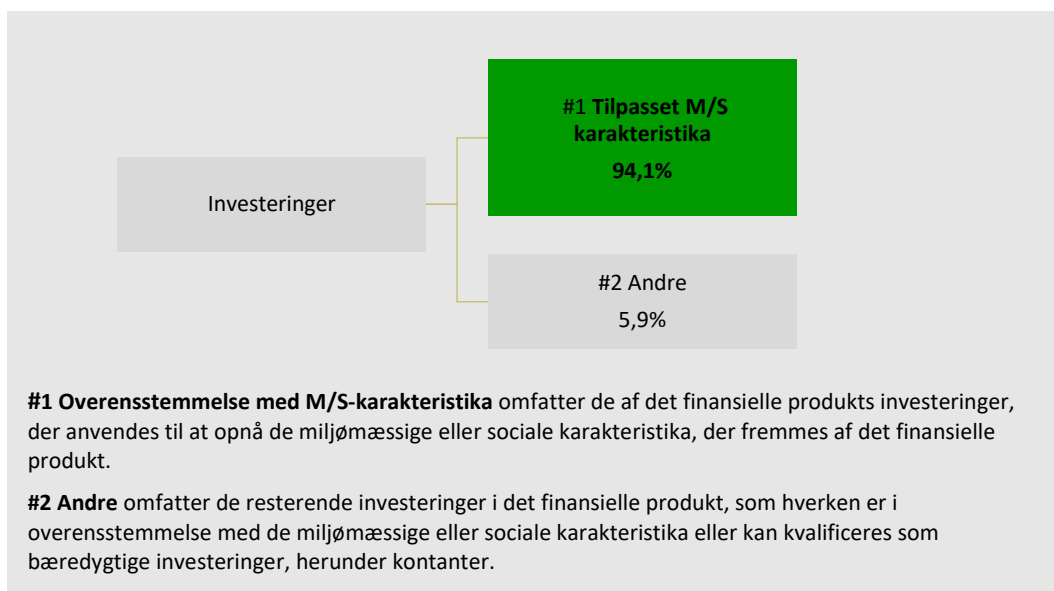 #1 Tilpasset M/S
karakteristika
94,1%
Investeringer
#2 Andre
5,9%
#1 Overensstemmelse med M/S-karakteristika omfatter de af det finansielle produkts investeringer,
der anvendes til at opnå de miljømæssige eller sociale karakteristika, der fremmes af det finansielle
produkt.
#2 Andre omfatter de resterende investeringer i det finansielle produkt, som hverken er i
overensstemmelse med de miljømæssige eller sociale karakteristika eller kan kvalificeres som
bæredygtige investeringer, herunder kontanter.